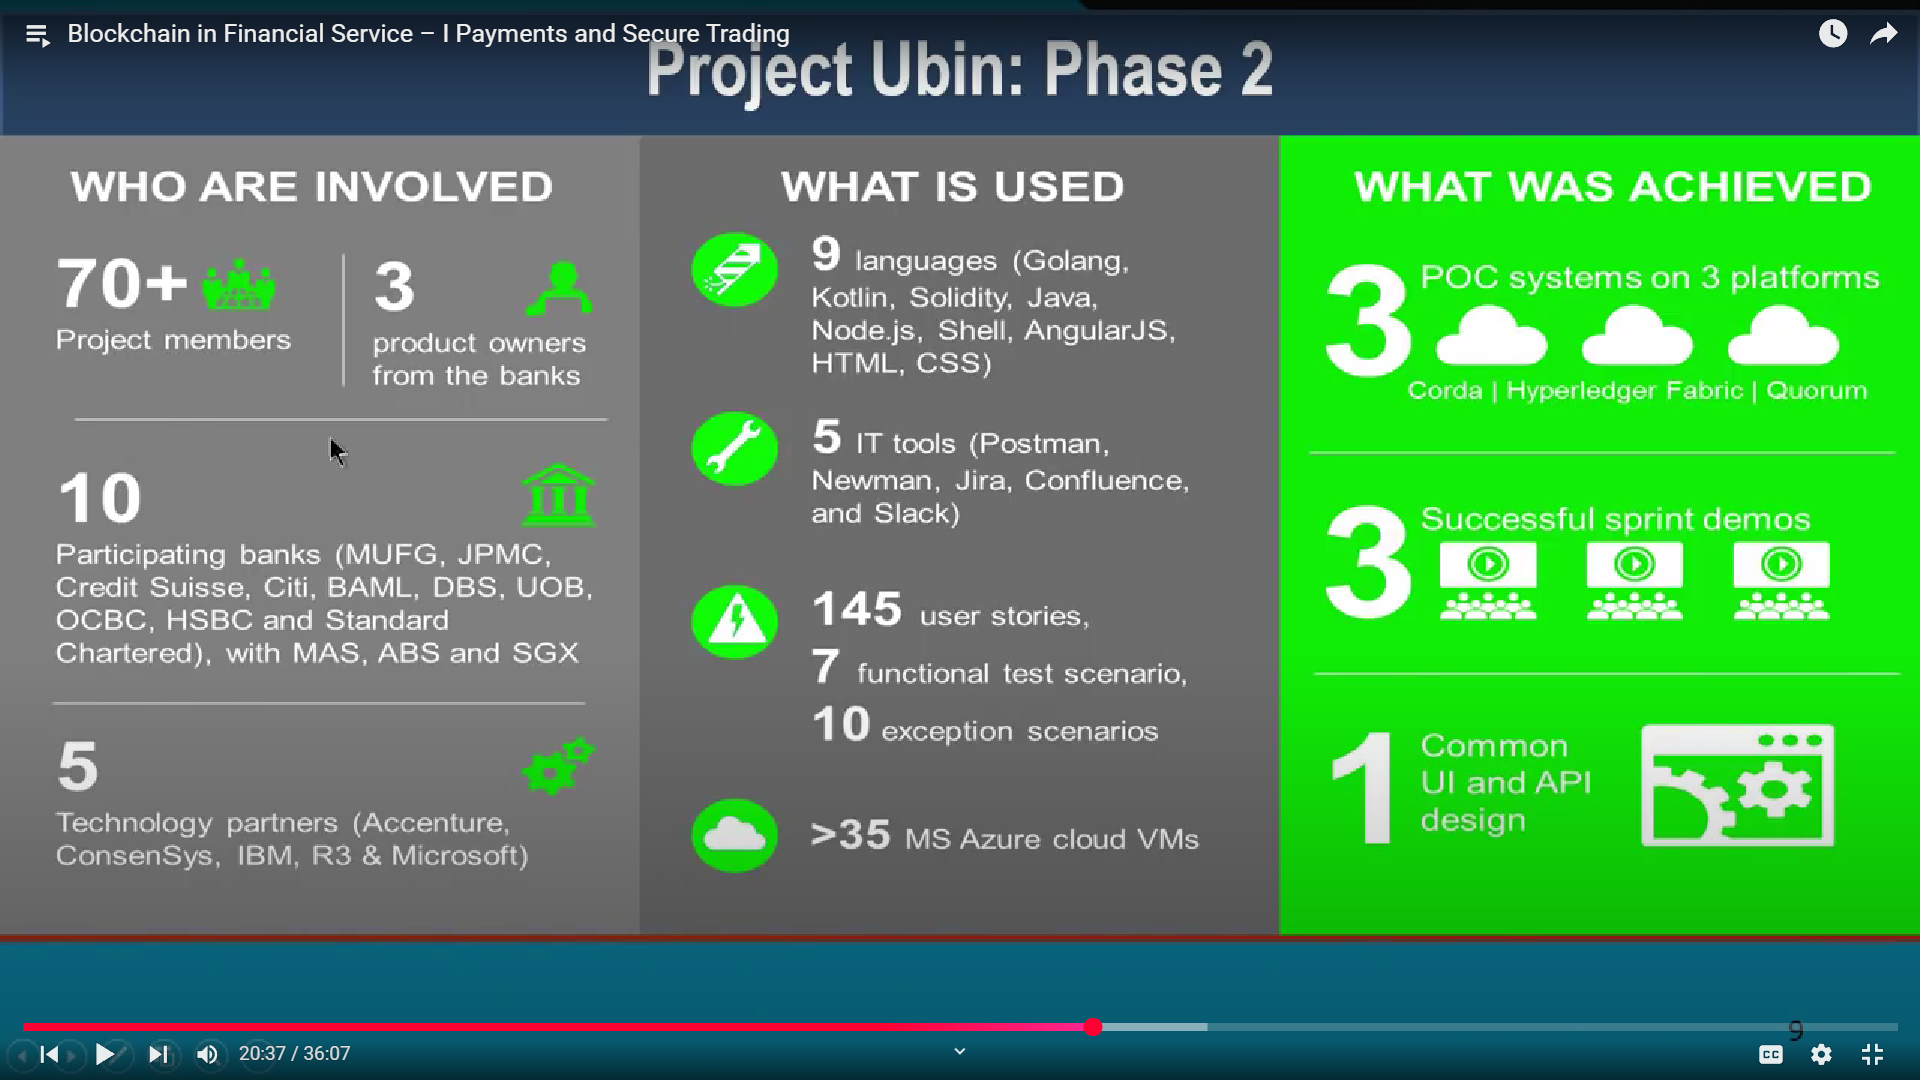 Blockchain in Financial Service – I Payments and Secure Trading
Project Ubin: Phase 2
WHO ARE INVOLVED
70+
Project members
3
product owners
from the banks
10
Participating banks (MUFG, JPMC,
Credit Suisse, Citi, BAML, DBS, UOB,
OCBC, HSBC and Standard
Chartered), with MAS, ABS and SGX
5
Technology partners (Accenture,
ConsenSys, IBM, R3 & Microsoft)
WHAT IS USED
9 languages (Golang,
Kotlin, Solidity, Java,
Node.js, Shell, AngularJS,
HTML, CSS)
5 IT tools (Postman,
Newman, Jira, Confluence,
and Slack)
145 user stories,
7 functional test scenario,
10 exception scenarios
>35 MS Azure cloud VMs
WHAT WAS ACHIEVED
3 POC systems on 3 platforms
Corda | Hyperledger Fabric | Quorum
3 Successful sprint demos
1 Common
UI and API
design
9
20:37 / 36:07
CC